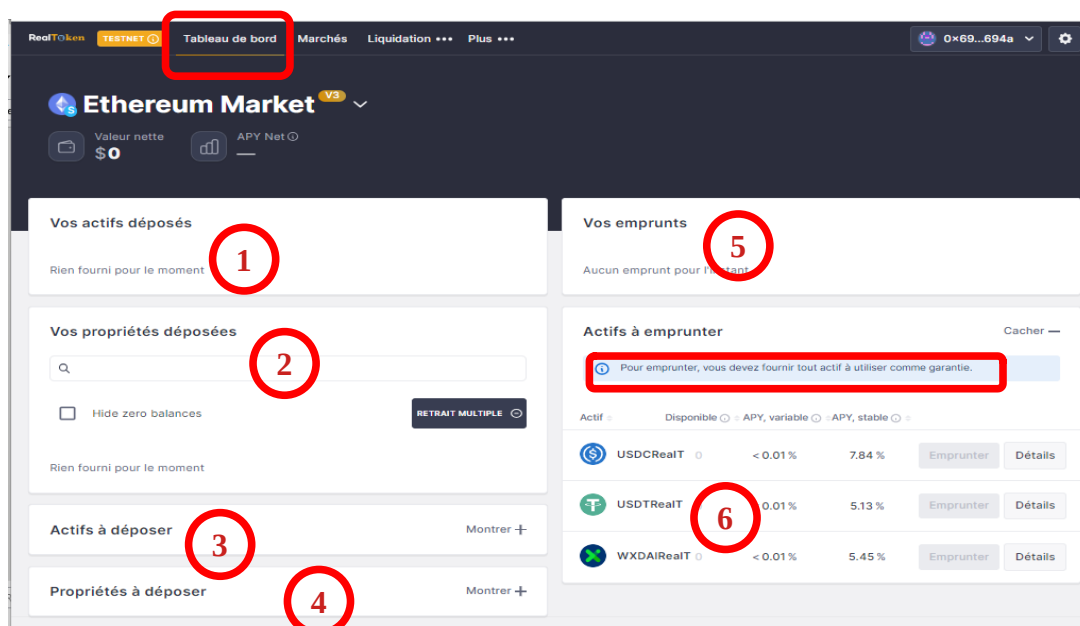 RealToken TESTNET Tableau de bord Marchés Liquidation ••• Plus ••• 0×69...694a
Ethereum Market V3
Valeur nette
$0
APY Net
—
Vos actifs déposés
1
Rien fourni pour le moment
Vos propriétés déposées
2
Hide zero balances
RETRAIT MULTIPLE
Rien fourni pour le moment
Actifs à déposer
Montrer +
3
Propriétés à déposer
Montrer +
4
Vos emprunts
5
Aucun emprunt pour l'instant
Actifs à emprunter
Cacher —
Pour emprunter, vous devez fournir tout actif à utiliser comme garantie.
Actif Disponible APY, variable APY, stable
USDCRealT 0 <0.01% 7.84% Emprunter Détails
USDTRealT 0.01% 5.13% Emprunter Détails
6
WXDAIRealT 0 <0.01% 5.45% Emprunter Détails